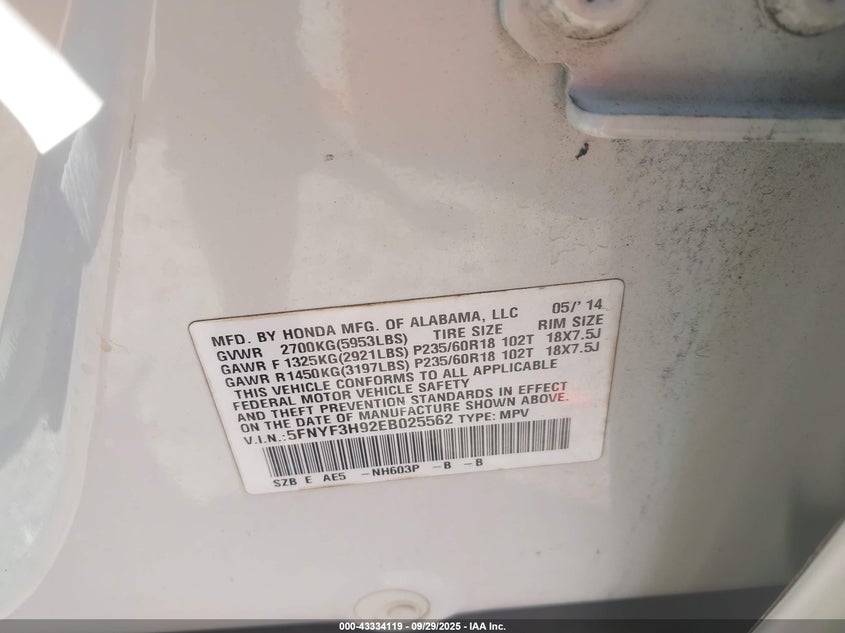 MFD. BY HONDA MFG. OF ALABAMA, LLC 05/' 14
GVWR 2700KG(5953LBS) TIRE SIZE RIM SIZE
GAWR F 1325KG(2921LBS) P235/60R18 102T 18X7.5J
GAWR R1450KG(3197LBS) P235/60R18 102T 18X7.5J
THIS VEHICLE CONFORMS TO ALL APPLICABLE
FEDERAL MOTOR VEHICLE SAFETY
AND THEFT PREVENTION STANDARDS IN EFFECT
ON THE DATE OF MANUFACTURE SHOWN ABOVE.
V.I.N.:5FNYF3H92EB025562 TYPE: MPV
SZB E AE5 -NH603P -B -B
000-43334119 - 09/29/2025 - IAA Inc.